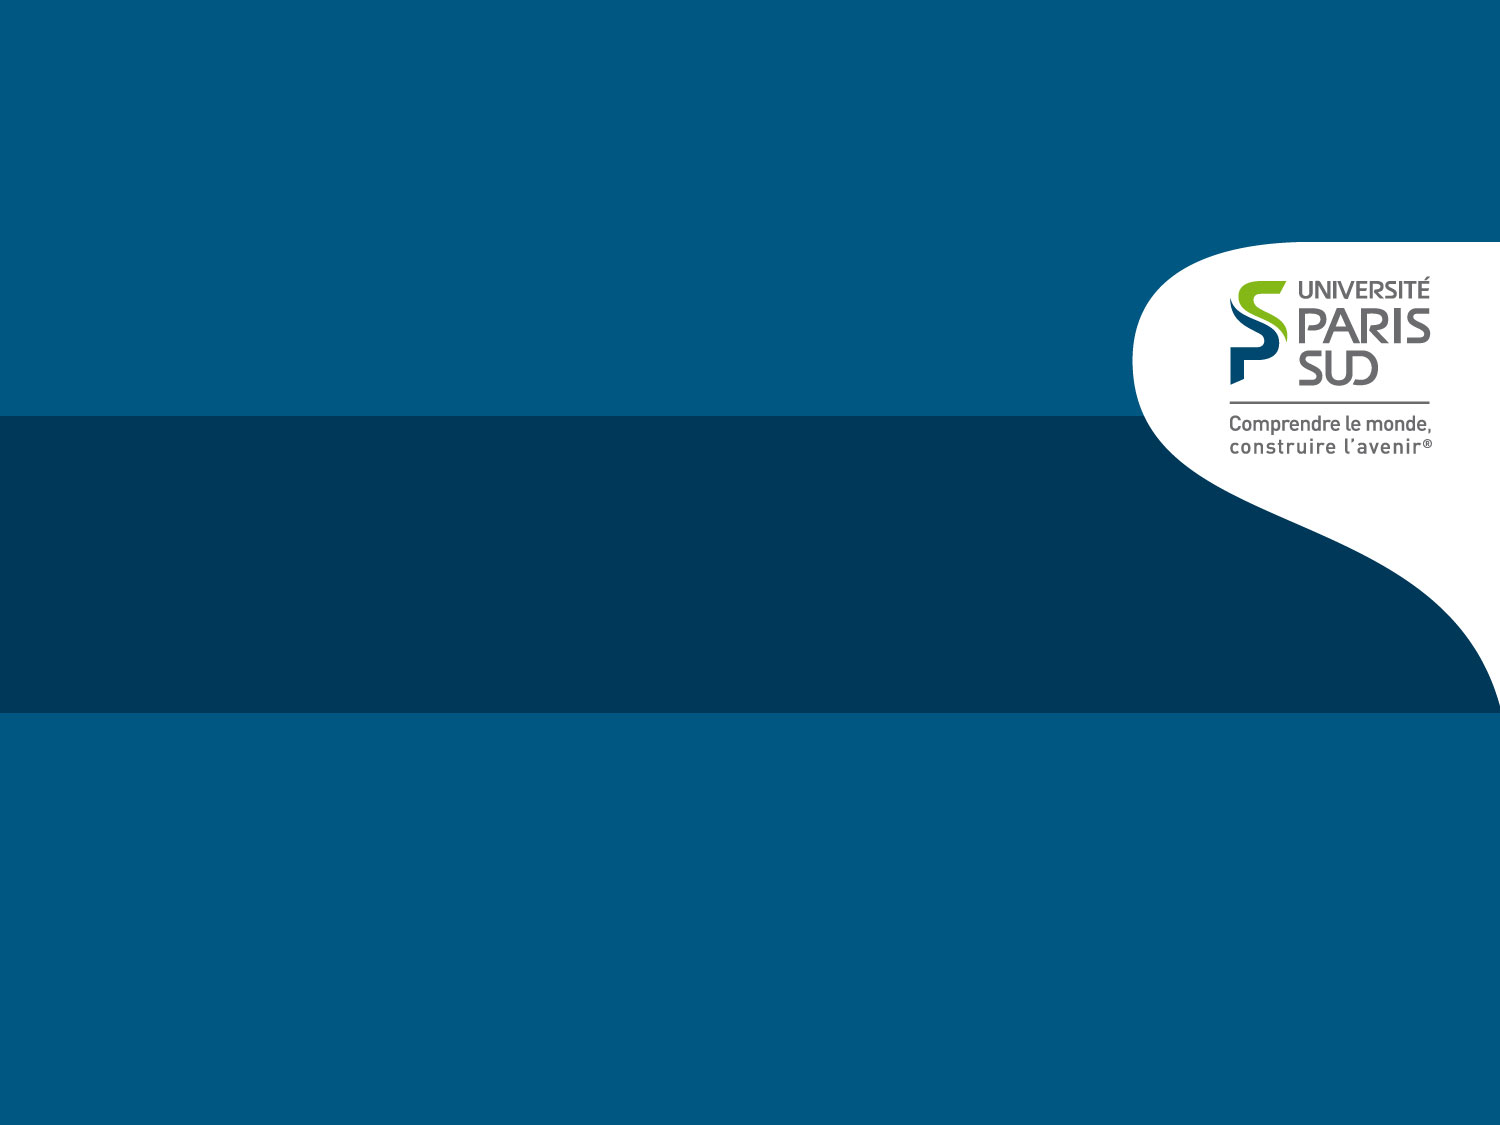 UNIVERSITÉ
PARIS
SUD
Comprendre le monde,
construire l'avenir®